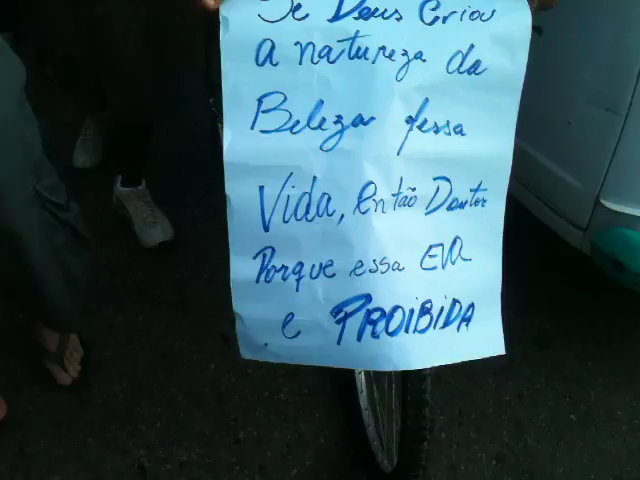 Se Deus Criou
a natureza da
Beleza dessa
Vida, Então Doutor
Porque essa ERVA
e PROIBIDA